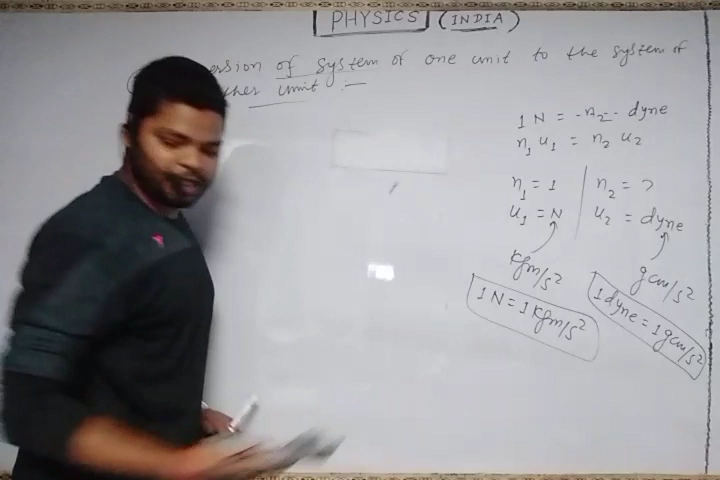 PHYSICS (INDIA)
ersion of system of one unit to the system of
ther unit :-
1 N = -n2-- dyne
n1 u1 = n2 u2
n1 = 1 n2 = ?
u1 = N u2 = dyne
kgm/s² gcm/s²
1 N = 1 kgm/s² 1 dyne = 1 gcm/s²